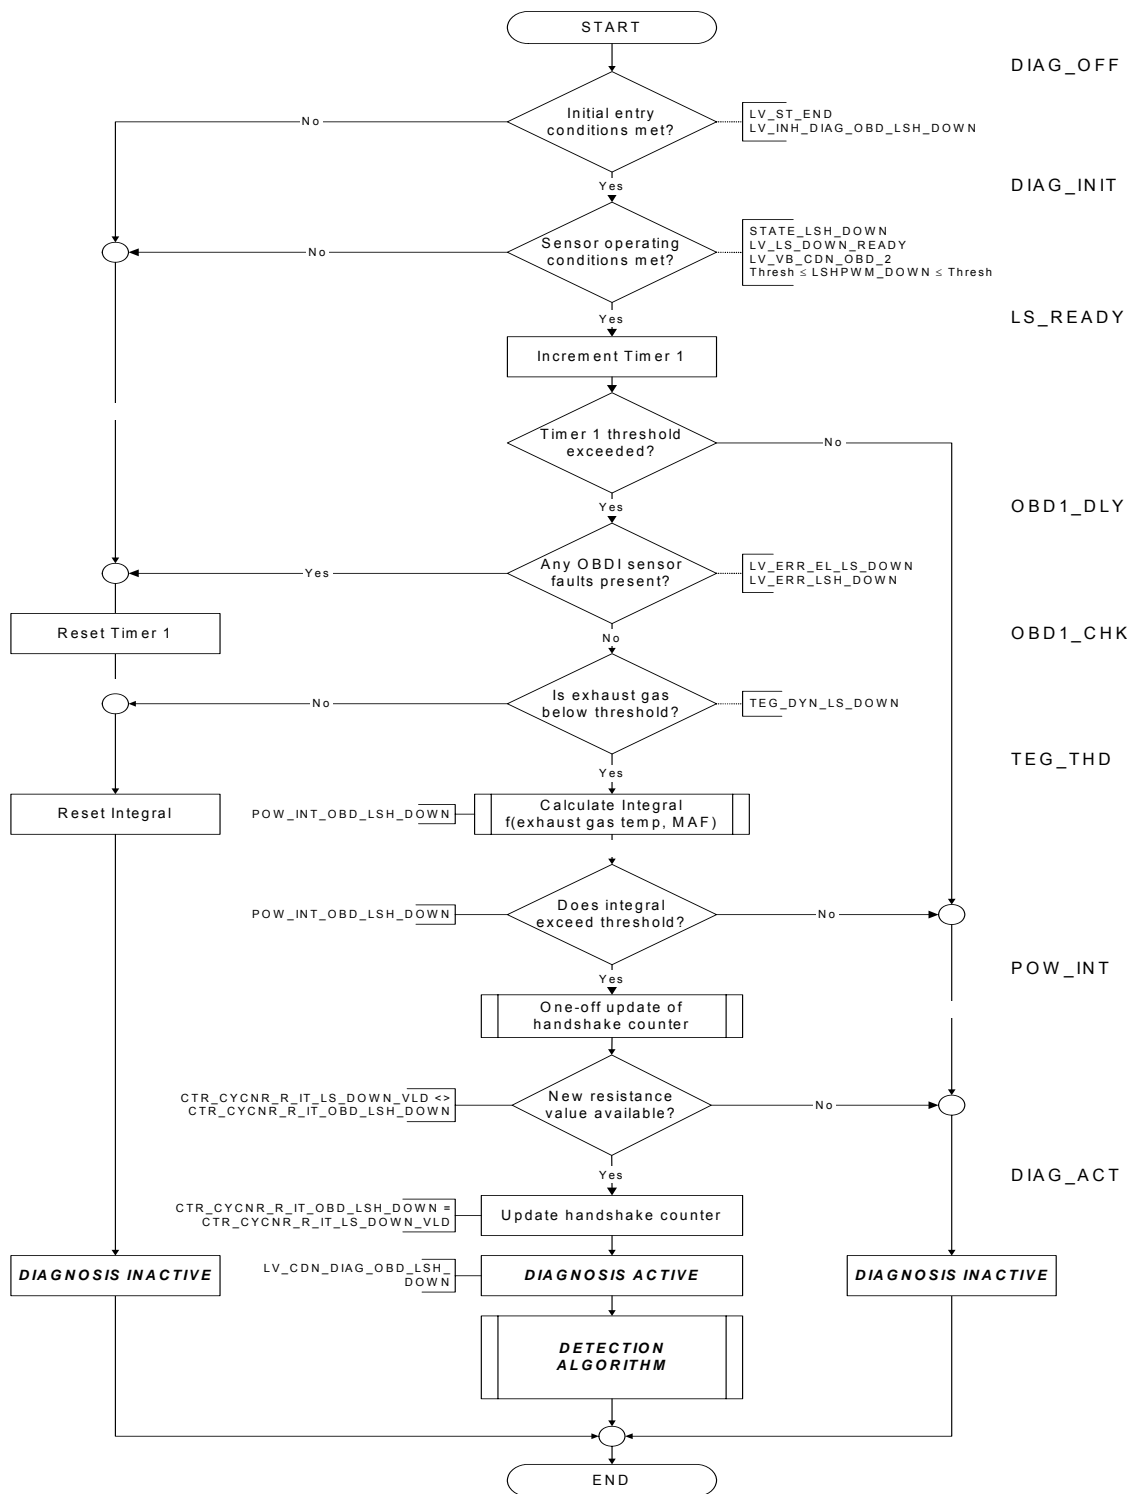 START
DIAG_OFF
Initial entry
conditions met?
No
LV_ST_END
LV_INH_DIAG_OBD_LSH_DOWN
Yes
DIAG_INIT
Sensor operating
conditions met?
No
STATE_LSH_DOWN
LV_LS_DOWN_READY
LV_VB_CDN_OBD_2
Thresh ≤ LSHPWM_DOWN ≤ Thresh
Yes
LS_READY
Increment Timer 1
Timer 1 threshold
exceeded?
No
Yes
OBD1_DLY
Any OBDI sensor
faults present?
Yes
LV_ERR_EL_LS_DOWN
LV_ERR_LSH_DOWN
Reset Timer 1
No
OBD1_CHK
Is exhaust gas
below threshold?
No
TEG_DYN_LS_DOWN
Yes
TEG_THD
Reset Integral
POW_INT_OBD_LSH_DOWN
Calculate Integral
f(exhaust gas temp, MAF)
POW_INT_OBD_LSH_DOWN
Does integral
exceed threshold?
No
Yes
POW_INT
One-off update of
handshake counter
CTR_CYCNR_R_IT_LS_DOWN_VLD <>
CTR_CYCNR_R_IT_OBD_LSH_DOWN
New resistance
value available?
No
Yes
DIAG_ACT
CTR_CYCNR_R_IT_OBD_LSH_DOWN =
CTR_CYCNR_R_IT_LS_DOWN_VLD
Update handshake counter
DIAGNOSIS INACTIVE
LV_CDN_DIAG_OBD_LSH_
DOWN
DIAGNOSIS ACTIVE
DIAGNOSIS INACTIVE
DETECTION
ALGORITHM
END